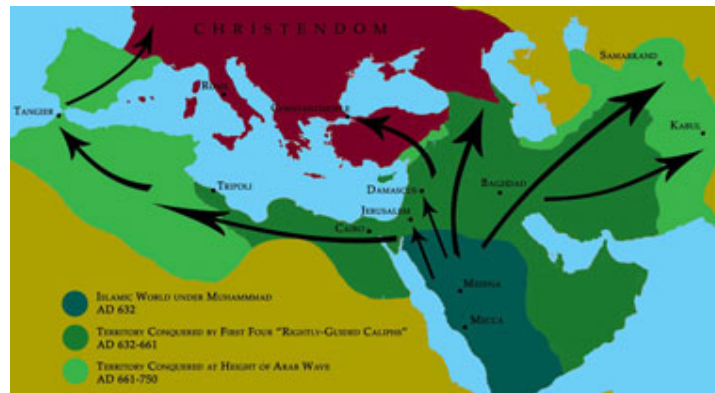 CHRISTENDOM
SAMARKAND
ROME
TANGIER
CONSTANTINOPLE
KABUL
TRIPOLI
DAMASCUS
BAGHDAD
JERUSALEM
CAIRO
MEDINA
MECCA
ISLAMIC WORLD UNDER MUHAMMMAD
AD 632
TERRITORY CONQUERED BY FIRST FOUR "RIGHTLY-GUIDED CALIPHS"
AD 632-661
TERRITORY CONQUERED AT HEIGHT OF ARAB WAVE
AD 661-750